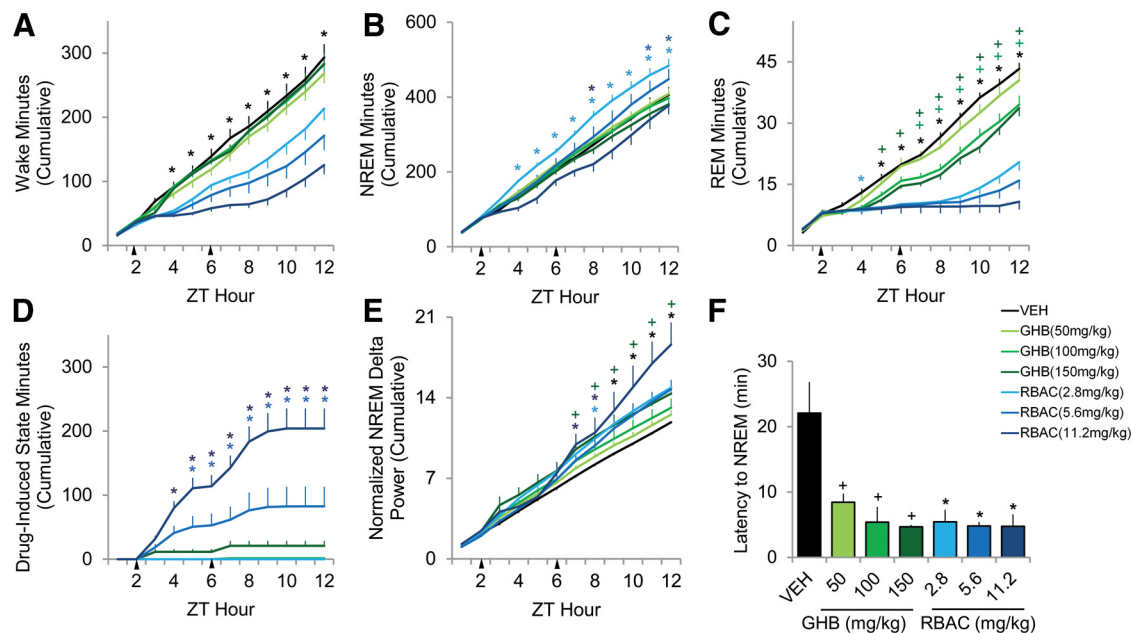 A
Wake Minutes
(Cumulative)
300
200
100
0
* * * * * * * * *
2 4 6 8 10 12
ZT Hour
B
NREM Minutes
(Cumulative)
600
400
200
0
* * * * * * * * *
* * *
2 4 6 8 10 12
ZT Hour
C
REM Minutes
(Cumulative)
45
30
15
0
+ + + + + + + +
+ + + + + +
* * * * * * * * *
2 4 6 8 10 12
ZT Hour
D
Drug-Induced State Minutes
(Cumulative)
300
200
100
0
* * * * * * * * *
* * * * * * * *
2 4 6 8 10 12
ZT Hour
E
Normalized NREM Delta
Power (Cumulative)
21
14
7
0
+ + + + + +
* * * * * *
*
2 4 6 8 10 12
ZT Hour
F
VEH
GHB(50mg/kg)
GHB(100mg/kg)
GHB(150mg/kg)
RBAC(2.8mg/kg)
RBAC(5.6mg/kg)
RBAC(11.2mg/kg)
Latency to NREM (min)
30
20
10
0
+ + + * * *
VEH 50 100 150 2.8 5.6 11.2
GHB (mg/kg) RBAC (mg/kg)